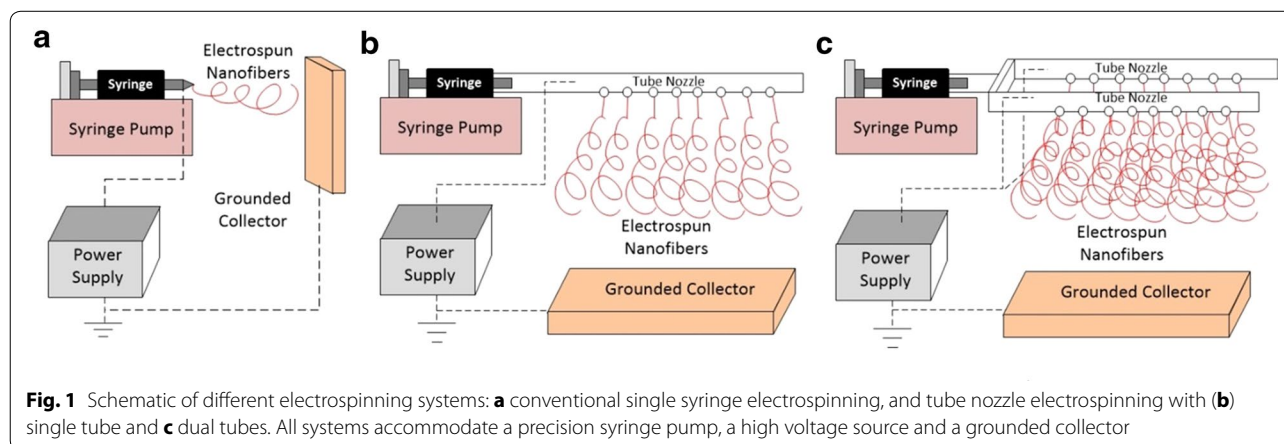 a
Electrospun
Nanofibers
Syringe
Syringe Pump
Grounded
Collector
Power
Supply
b
Syringe
Tube Nozzle
Syringe Pump
Electrospun
Nanofibers
Power
Supply
Grounded Collector
c
Tube Nozzle
Syringe
Tube Nozzle
Syringe Pump
Electrospun
Nanofibers
Power
Supply
Grounded Collector
Fig. 1 Schematic of different electrospinning systems: a conventional single syringe electrospinning, and tube nozzle electrospinning with (b)
single tube and c dual tubes. All systems accommodate a precision syringe pump, a high voltage source and a grounded collector